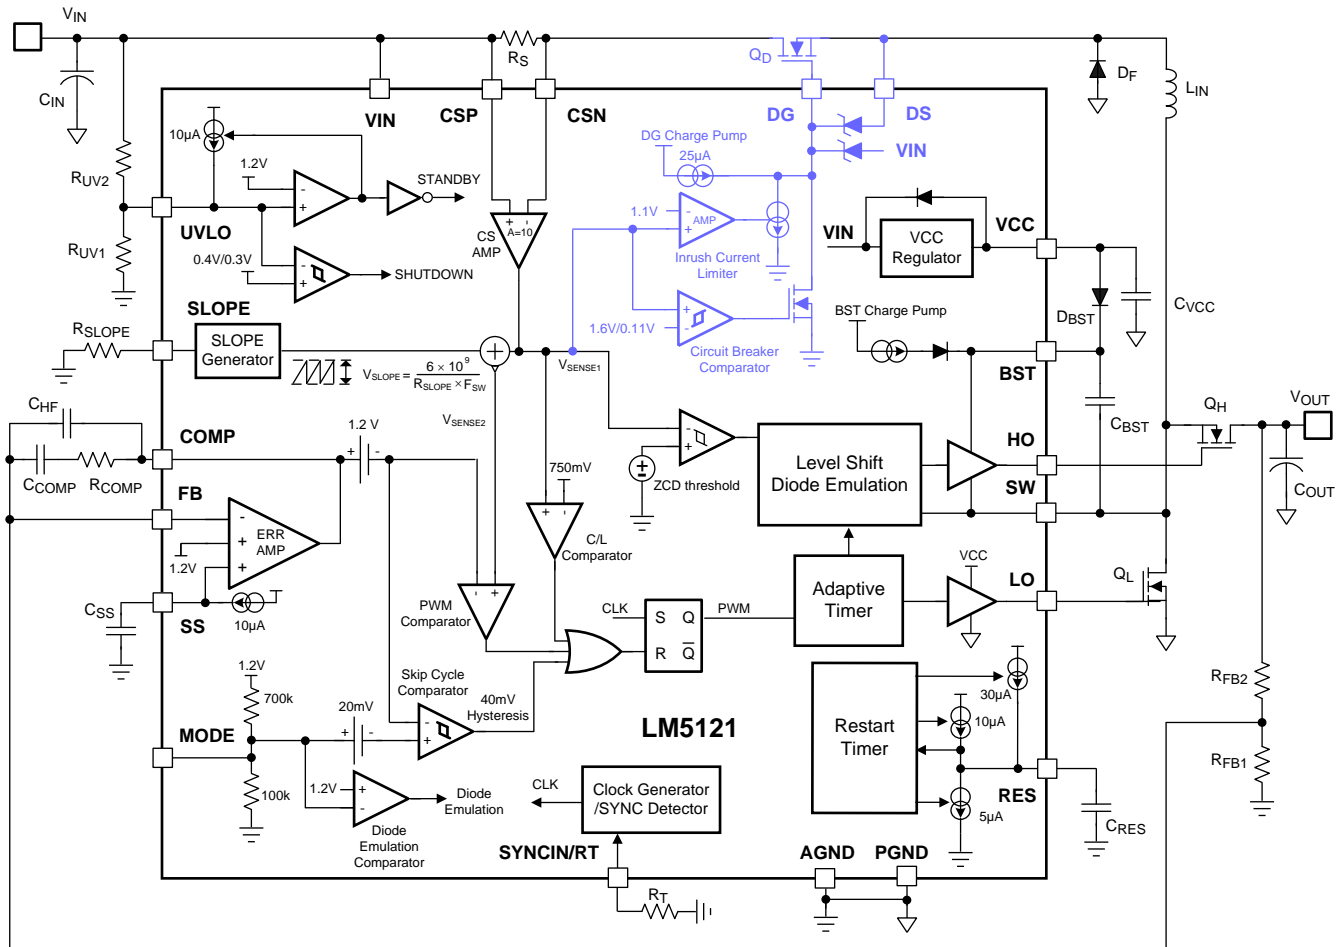 VIN
RS
QD
DF
LIN
CIN
VIN
CSP
CSN
DG
DS
10µA
DG Charge Pump
25µA
VIN
1.2V
-
+
STANDBY
RUV2
UVLO
+ -
A=10
CS
AMP
1.1V
-
+
AMP
Inrush Current
Limiter
VIN
VCC
Regulator
VCC
RUV1
0.4V/0.3V
-
+
SHUTDOWN
CVCC
DBST
SLOPE
RSLOPE
SLOPE
Generator
VSLOPE = 6 × 10^9
RSLOPE × FSW
+
VSENSE1
1.6V/0.11V
+
-
Circuit Breaker
Comparator
BST Charge Pump
BST
CHF
COMP
1.2 V
+ -
VSENSE2
CBST
QH
VOUT
CCOMP
RCOMP
FB
750mV
+ -
C/L
Comparator
-
+
ZCD threshold
Level Shift
Diode Emulation
HO
SW
COUT
-
+
+
ERR
AMP
1.2V
CSS
SS
10µA
- +
PWM
Comparator
CLK
S Q
R Q
PWM
Adaptive
Timer
VCC
LO
QL
1.2V
700k
MODE
100k
20mV
+ -
Skip Cycle
Comparator
-
+
40mV
Hysteresis
LM5121
Restart
Timer
30µA
10µA
5µA
RES
CRES
RFB2
RFB1
1.2V
+
-
Diode
Emulation
Diode
Emulation
Comparator
CLK
Clock Generator
/SYNC Detector
SYNCIN/RT
RT
AGND
PGND